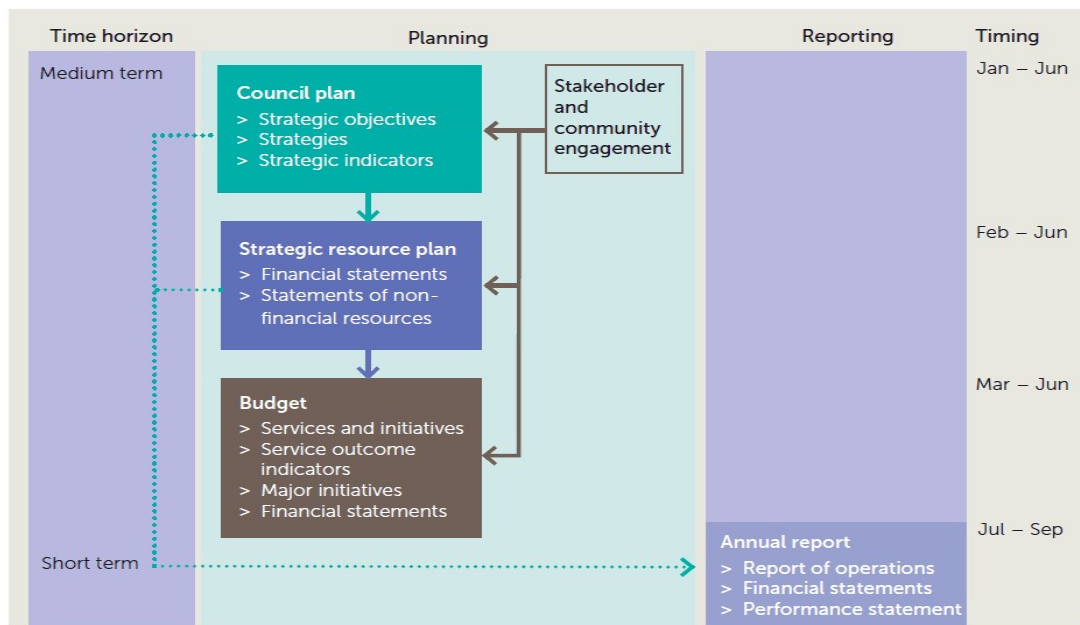 Time horizon
Planning
Reporting
Timing
Medium term
Council plan
> Strategic objectives
> Strategies
> Strategic indicators
Stakeholder
and
community
engagement
Jan – Jun
Strategic resource plan
> Financial statements
> Statements of non-
financial resources
Feb – Jun
Budget
> Services and initiatives
> Service outcome
indicators
> Major initiatives
> Financial statements
Mar – Jun
Short term
Annual report
> Report of operations
> Financial statements
> Performance statement
Jul – Sep